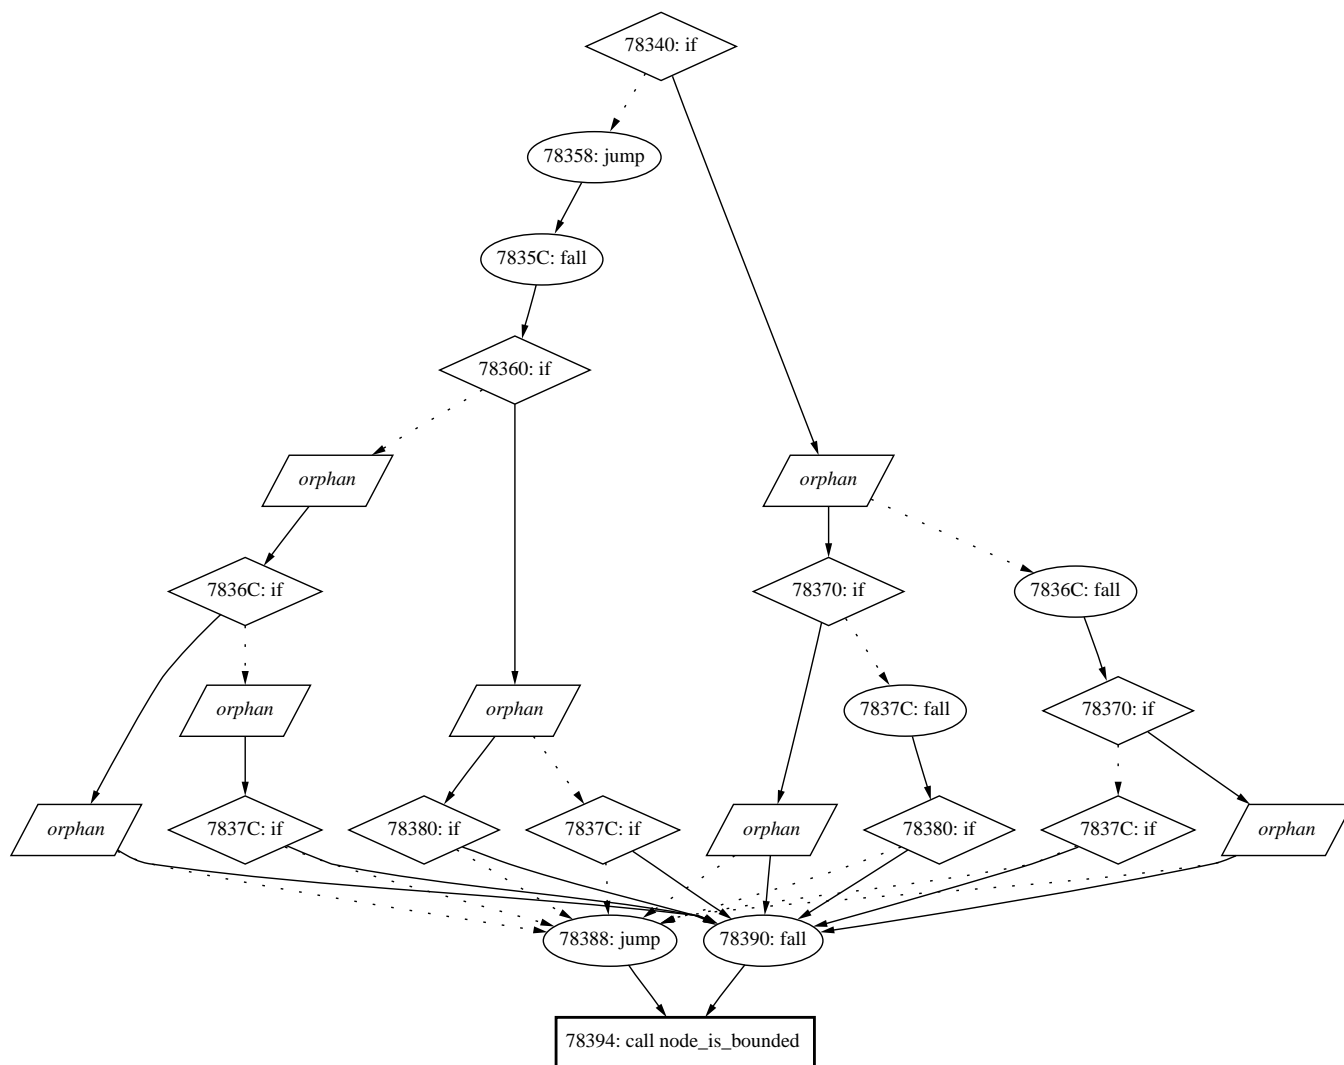 78340: if
78358: jump
7835C: fall
78360: if
orphan
orphan
7836C: if
78370: if
7836C: fall
orphan
orphan
7837C: fall
78370: if
orphan
7837C: if
78380: if
7837C: if
orphan
78380: if
7837C: if
orphan
78388: jump
78390: fall
78394: call node_is_bounded